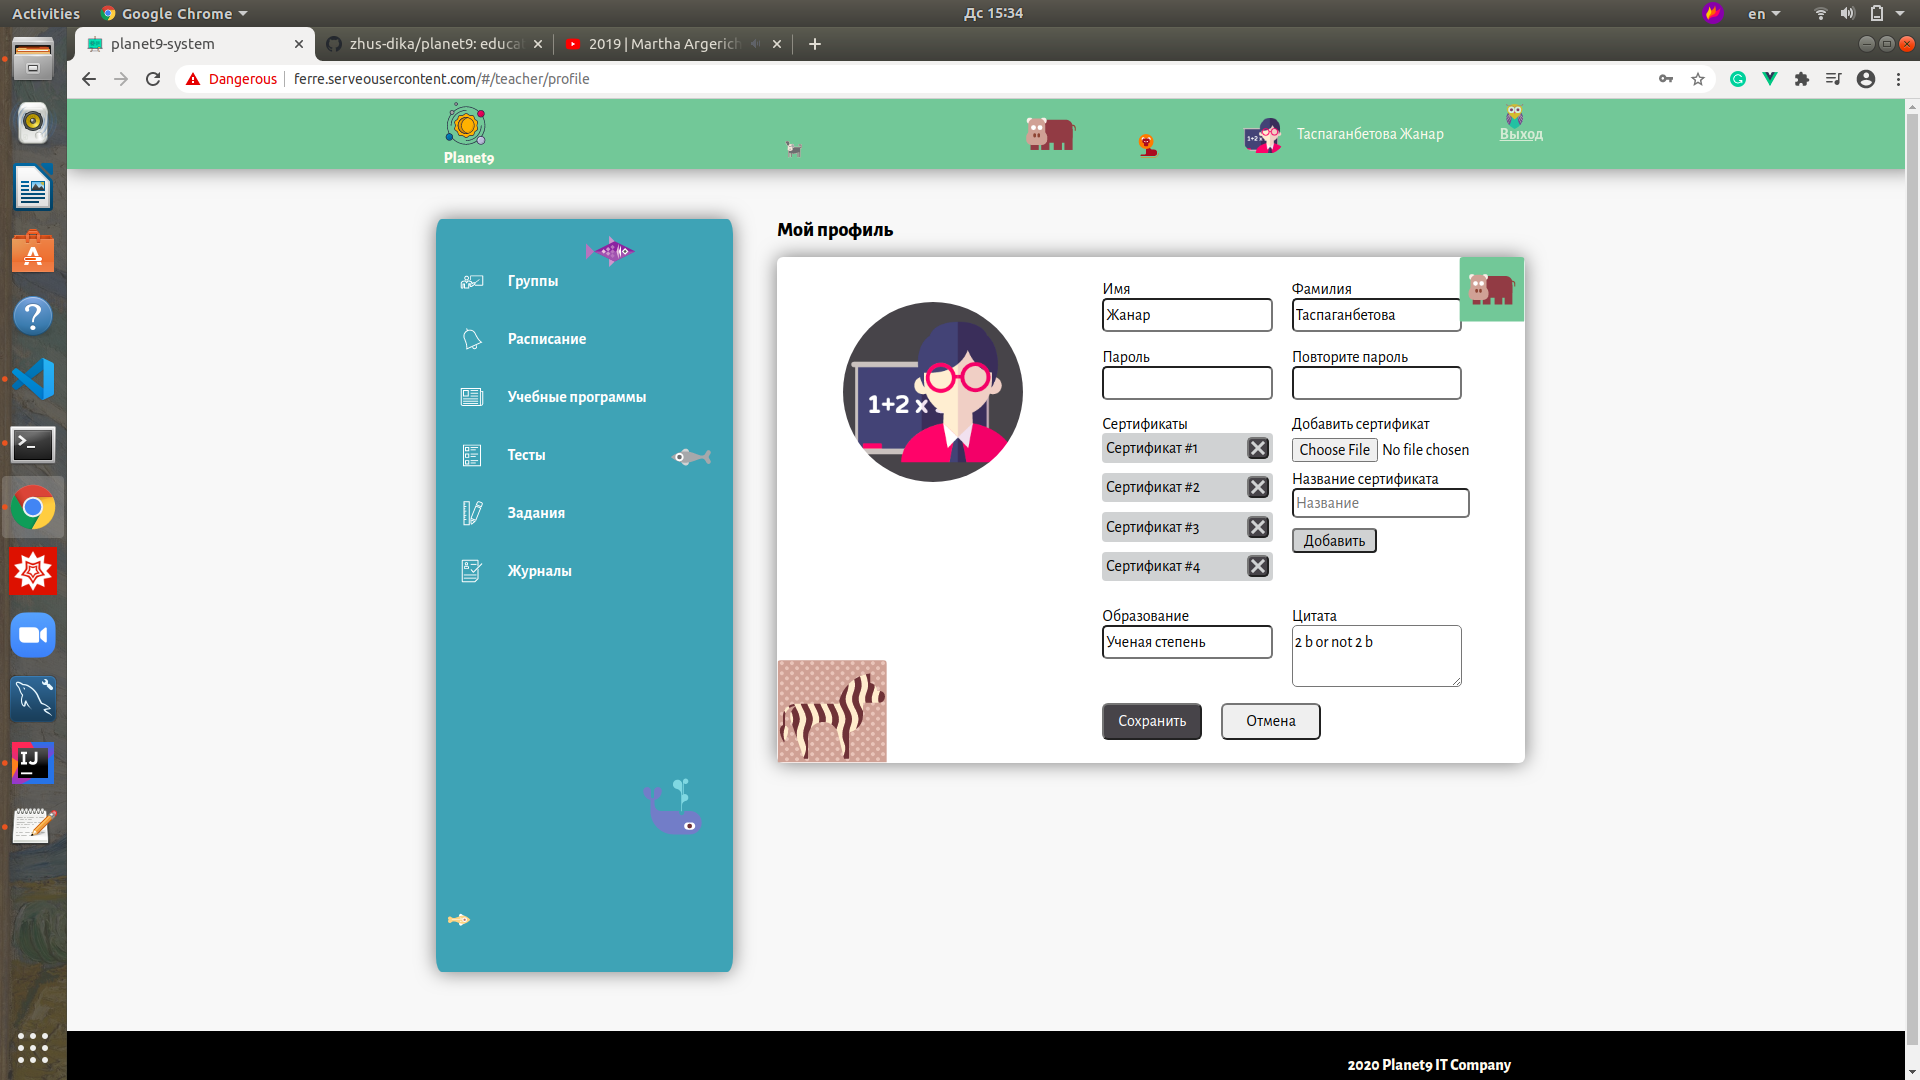 Activities
Google Chrome
Дс 15:34
en
planet9-system
zhus-dika/planet9: educa
2019 | Martha Argerich
Dangerous
ferre.serveousercontent.com/#/teacher/profile
Planet9
1+2
Таспаганбетова Жанар
Выход
Группы
Расписание
Учебные программы
Тесты
Задания
Журналы
Мой профиль
1+2 x
Имя
Фамилия
Жанар
Таспаганбетова
Пароль
Повторите пароль
Сертификаты
Добавить сертификат
Сертификат #1
Choose File No file chosen
Название сертификата
Сертификат #2
Название
Сертификат #3
Добавить
Сертификат #4
Образование
Цитата
Ученая степень
2 b or not 2 b
Сохранить
Отмена
2020 Planet9 IT Company
IJ